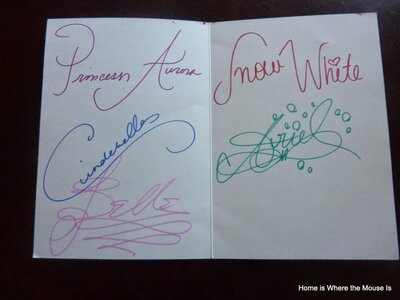 Princess Aurora
Cinderella
Belle
Snow White
Ariel
Home is Where the Mouse Is